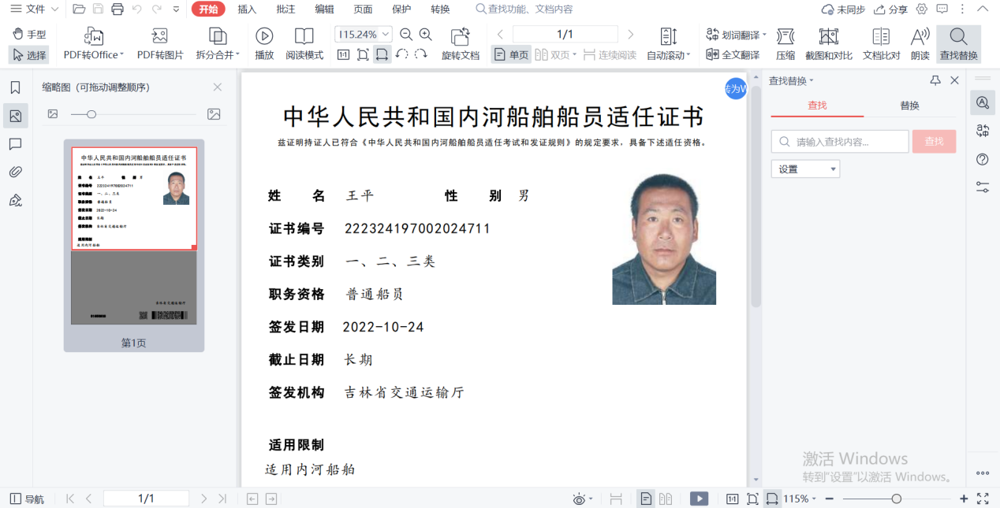 文件 开始 插入 批注 编辑 页面 保护 转换 查找功能、文档内容 未同步 分享
手型 115.24% 1/1 划词翻译
选择 PDF转Office PDF转图片 拆分合并 播放 阅读模式 旋转文档 单页 双页 连续阅读 自动滚动 全文翻译 压缩 截图和对比 文档比对 朗读 查找替换
缩略图（可拖动调整顺序）
第1页
转为W
中华人民共和国内河船舶船员适任证书
兹证明持证人已符合《中华人民共和国内河船舶船员适任考试和发证规则》的规定要求，具备下述适任资格。
姓 名 王平 性 别 男
证书编号 222324197002024711
证书类别 一、二、三类
职务资格 普通船员
签发日期 2022-10-24
截止日期 长期
签发机构 吉林省交通运输厅
适用限制
适用内河船舶
查找替换
查找 替换
请输入查找内容... 查找
设置
激活 Windows
转到"设置"以激活 Windows。
导航 1/1 115%